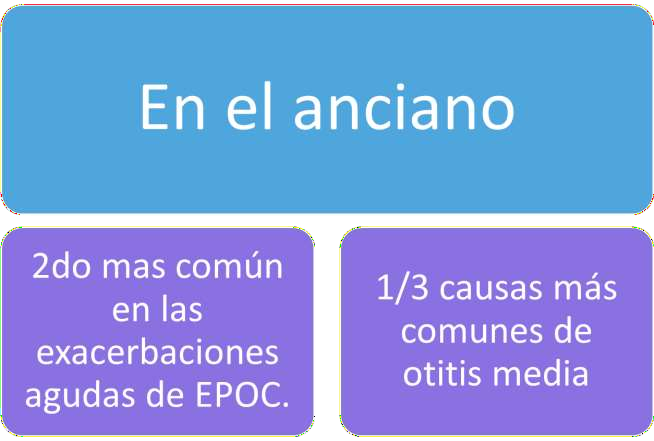 En el anciano
2do mas común
en las
exacerbaciones
agudas de EPOC.
1/3 causas más
comunes de
otitis media